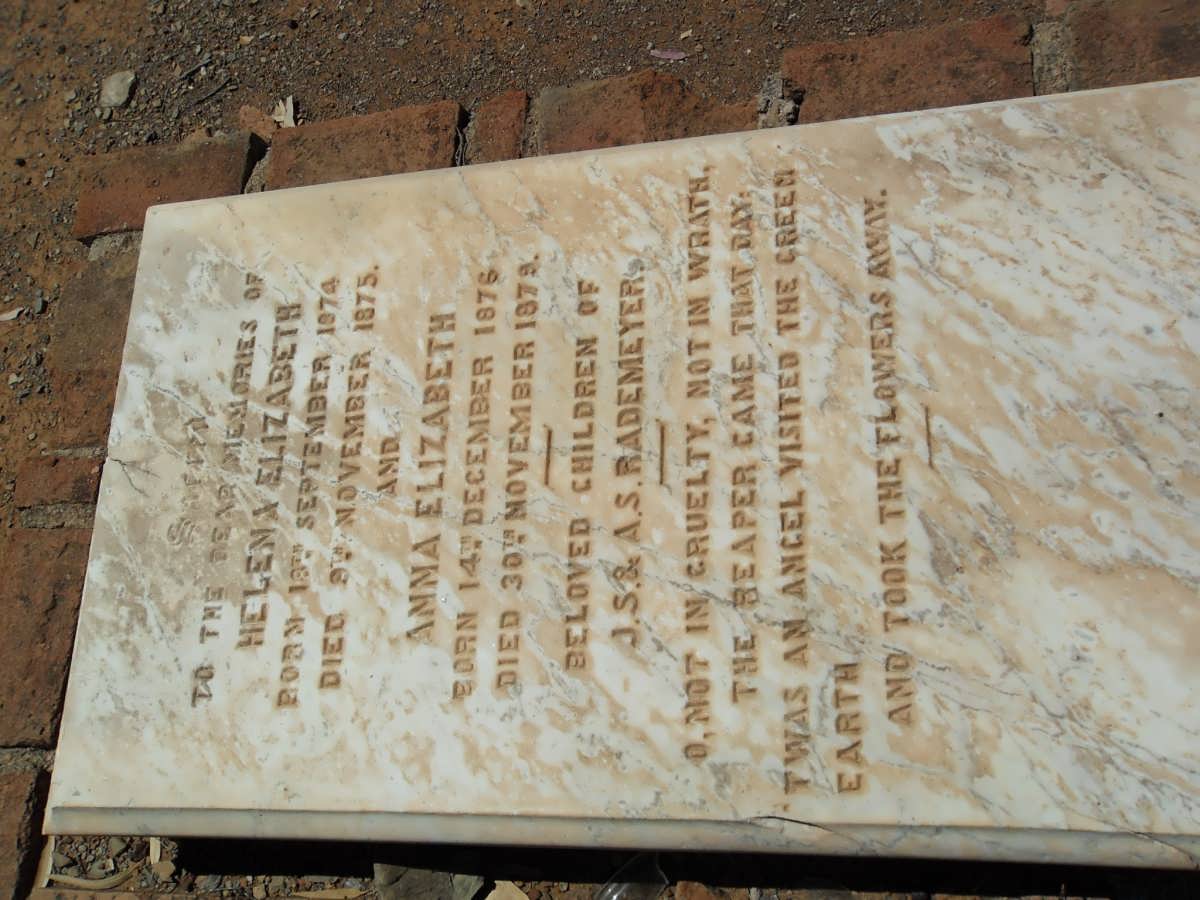 SACRED
TO THE DEAR MEMORIES OF
HELENA ELIZABETH
BORN 18TH SEPTEMBER 1874
DIED 9TH NOVEMBER 1875.
AND
ANNA ELIZABETH
BORN 14TH DECEMBER 1876
DIED 30TH NOVEMBER 1879.
BELOVED CHILDREN OF
J.S. & A.S. RADEMEYER.
O, NOT IN CRUELTY, NOT IN WRATH,
THE REAPER CAME THAT DAY;
'TWAS AN ANGEL VISITED THE GREEN
EARTH
AND TOOK THE FLOWERS AWAY.